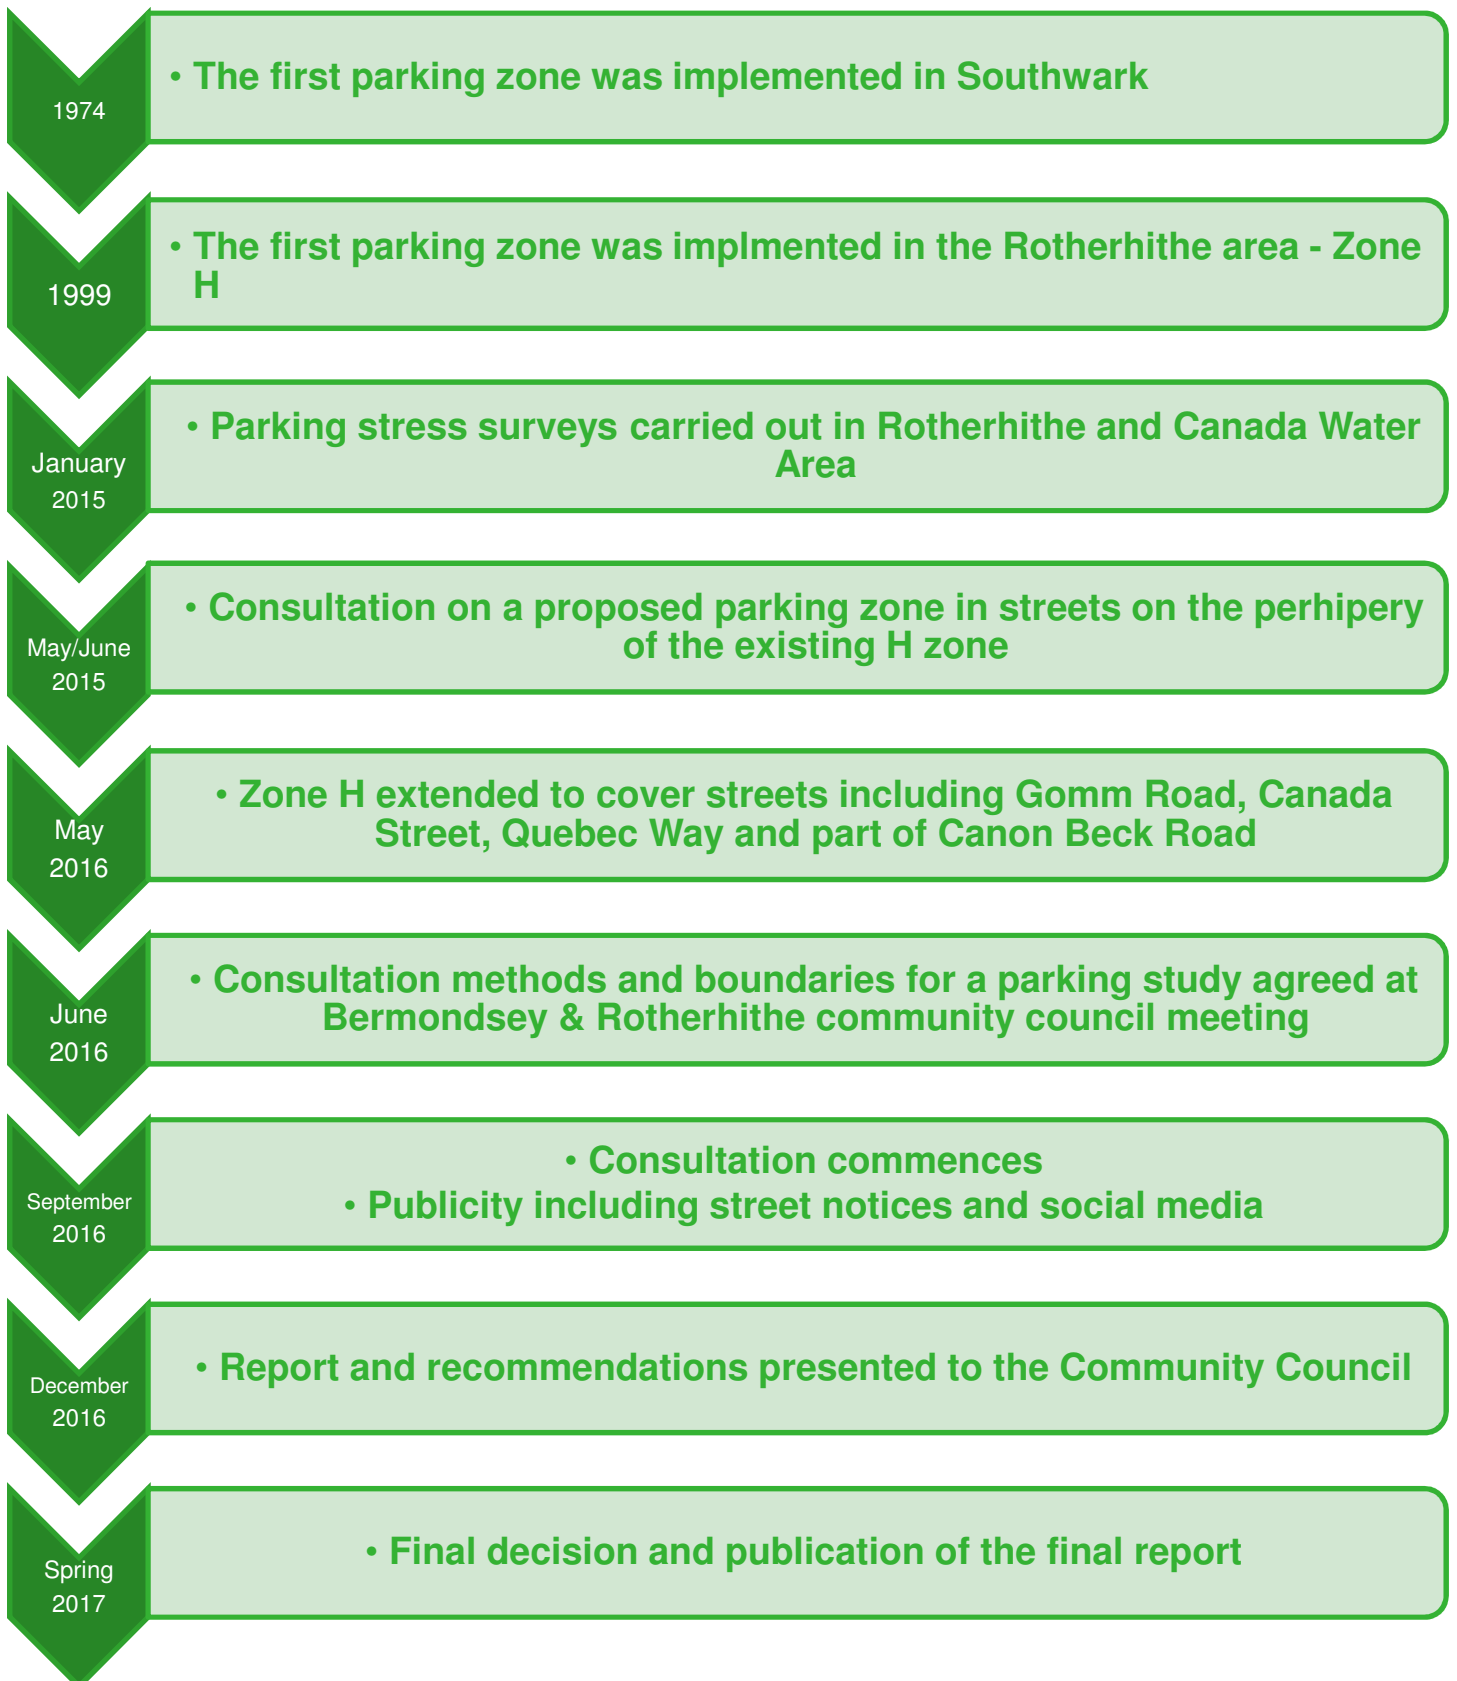 1974
• The first parking zone was implemented in Southwark
1999
• The first parking zone was implmented in the Rotherhithe area - Zone
H
January
2015
• Parking stress surveys carried out in Rotherhithe and Canada Water
Area
May/June
2015
• Consultation on a proposed parking zone in streets on the perhipery
of the existing H zone
May
2016
• Zone H extended to cover streets including Gomm Road, Canada
Street, Quebec Way and part of Canon Beck Road
June
2016
• Consultation methods and boundaries for a parking study agreed at
Bermondsey & Rotherhithe community council meeting
September
2016
• Consultation commences
• Publicity including street notices and social media
December
2016
• Report and recommendations presented to the Community Council
Spring
2017
• Final decision and publication of the final report